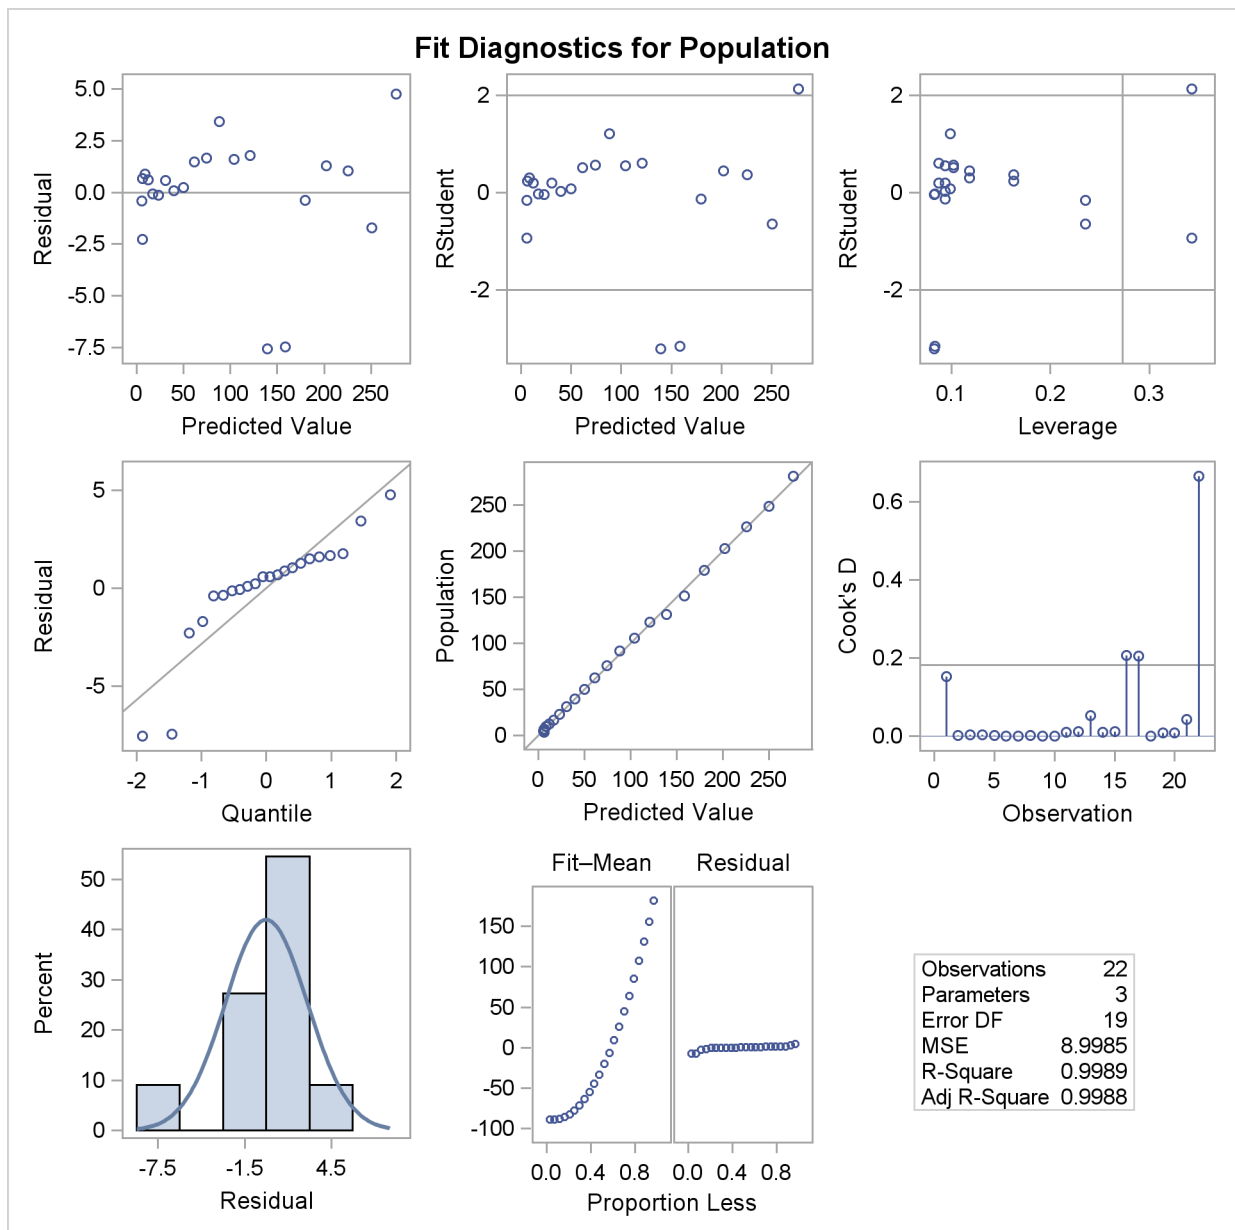 Fit Diagnostics for Population
5.0
2.5
0.0
-2.5
-5.0
-7.5
Residual
0 50 100 150 200 250
Predicted Value
2
0
-2
RStudent
0 50 100 150 200 250
Predicted Value
2
0
-2
RStudent
0.1 0.2 0.3
Leverage
5
0
-5
Residual
-2 -1 0 1 2
Quantile
250
200
150
100
50
0
Population
0 50 100 150 200 250
Predicted Value
0.6
0.4
0.2
0.0
Cook's D
0 5 10 15 20
Observation
50
40
30
20
10
0
Percent
-7.5 -1.5 4.5
Residual
Fit–Mean Residual
150
100
50
0
-50
-100
0.0 0.4 0.8 0.0 0.4 0.8
Proportion Less
Observations 22
Parameters 3
Error DF 19
MSE 8.9985
R-Square 0.9989
Adj R-Square 0.9988